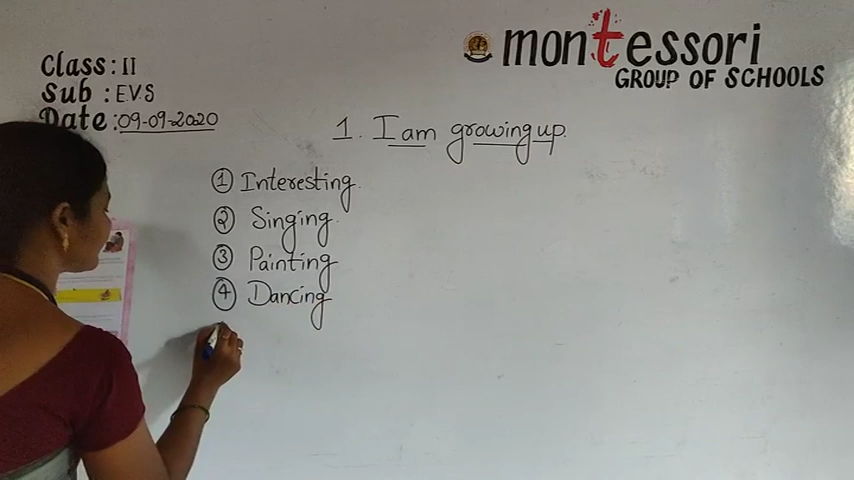 montessori
GROUP OF SCHOOLS
Class: II
Sub : EVS
Date :09-09-2020
1. I am growing up.
① Interesting.
② Singing.
③ Painting
④ Dancing